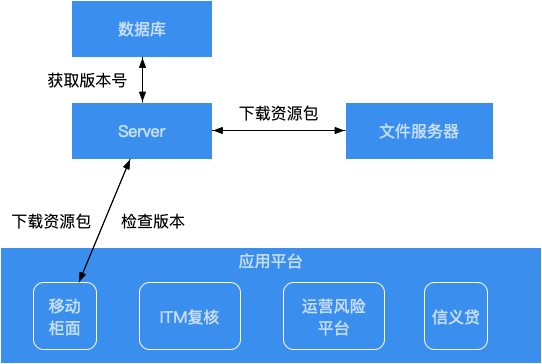 数据库
获取版本号
下载资源包
Server
文件服务器
下载资源包
检查版本
应用平台
移动
柜面
ITM复核
运营风险
平台
信义贷